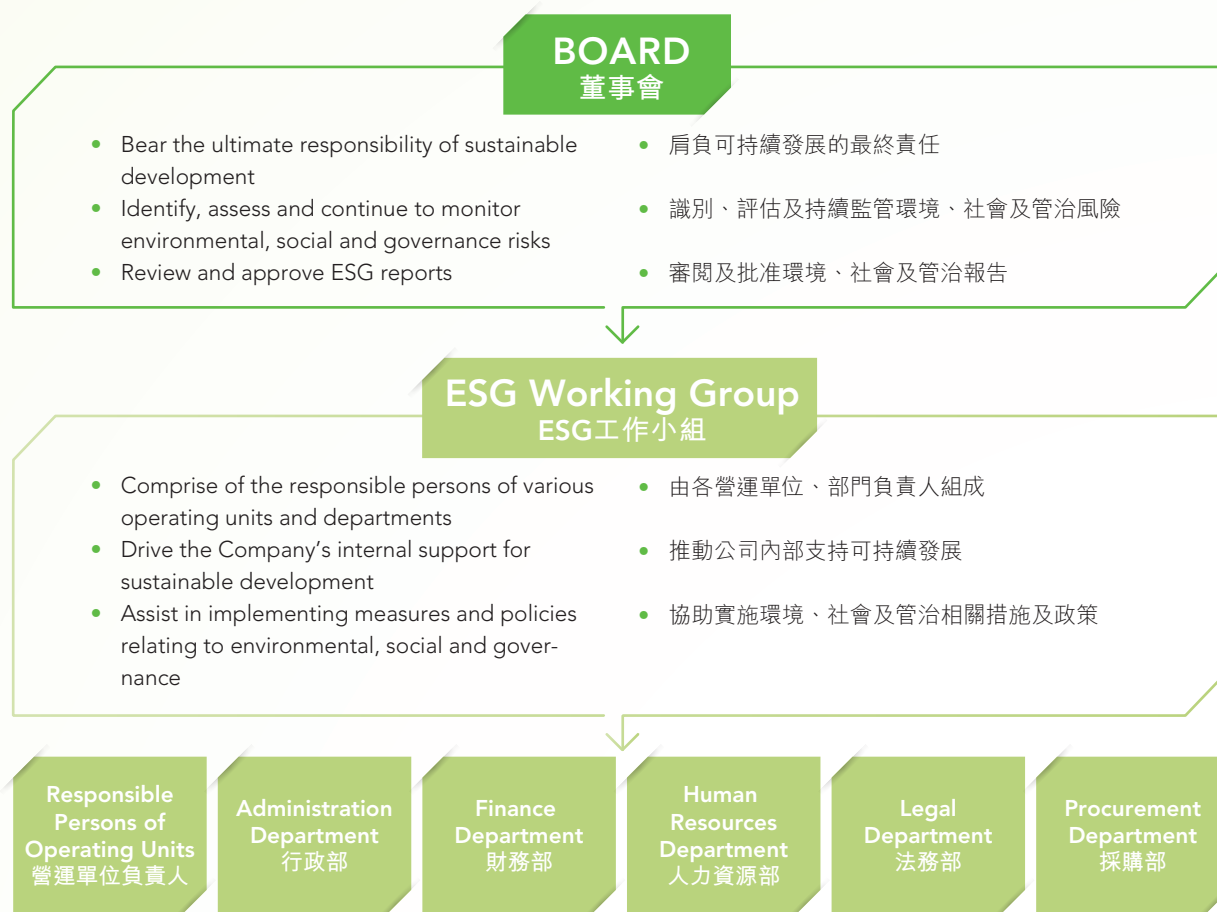 BOARD
董事會
• Bear the ultimate responsibility of sustainable
development
• Identify, assess and continue to monitor
environmental, social and governance risks
• Review and approve ESG reports
• 肩負可持續發展的最終責任
• 識別、評估及持續監管環境、社會及管治風險
• 審閱及批准環境、社會及管治報告
ESG Working Group
ESG工作小組
• Comprise of the responsible persons of various
operating units and departments
• Drive the Company’s internal support for
sustainable development
• Assist in implementing measures and policies
relating to environmental, social and gover-
nance
• 由各營運單位、部門負責人組成
• 推動公司內部支持可持續發展
• 協助實施環境、社會及管治相關措施及政策
Responsible
Persons of
Operating Units
營運單位負責人
Administration
Department
行政部
Finance
Department
財務部
Human
Resources
Department
人力資源部
Legal
Department
法務部
Procurement
Department
採購部